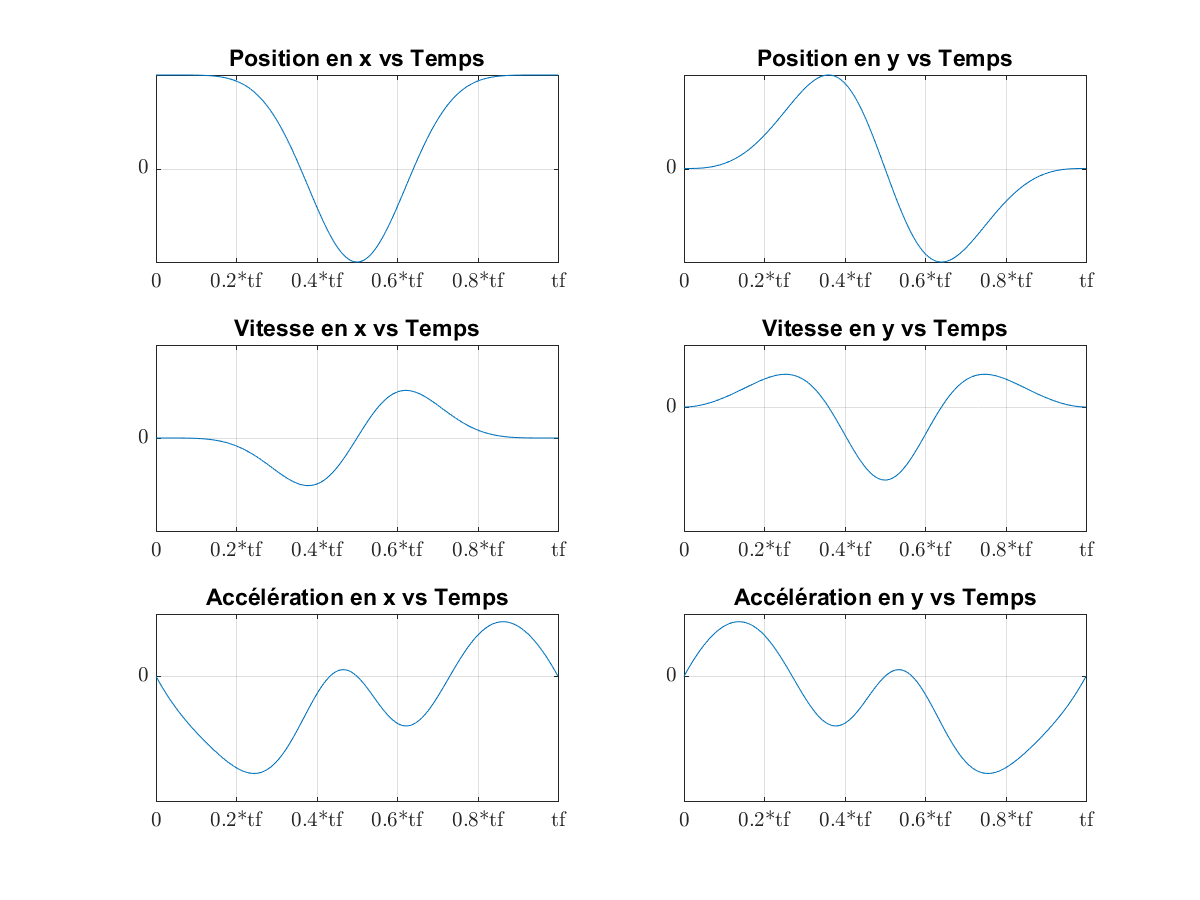 Position en x vs Temps
0
0 0.2*tf 0.4*tf 0.6*tf 0.8*tf tf
Position en y vs Temps
0
0 0.2*tf 0.4*tf 0.6*tf 0.8*tf tf
Vitesse en x vs Temps
0
0 0.2*tf 0.4*tf 0.6*tf 0.8*tf tf
Vitesse en y vs Temps
0
0 0.2*tf 0.4*tf 0.6*tf 0.8*tf tf
Accélération en x vs Temps
0
0 0.2*tf 0.4*tf 0.6*tf 0.8*tf tf
Accélération en y vs Temps
0
0 0.2*tf 0.4*tf 0.6*tf 0.8*tf tf